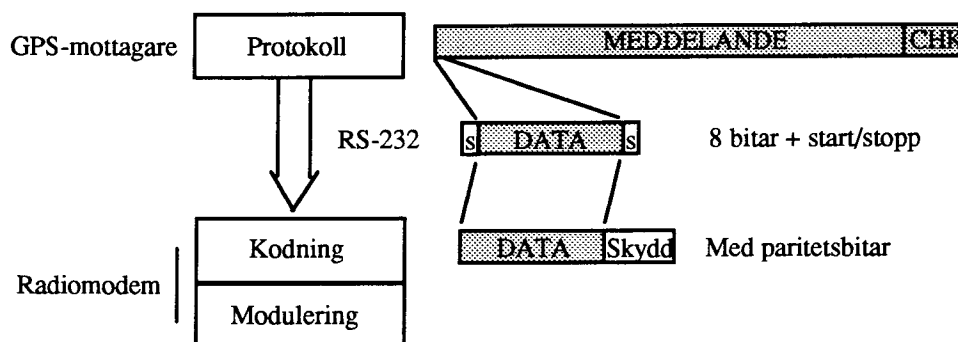 GPS-mottagare
Protokoll
MEDDELANDE
CHK
RS-232
s
DATA
s
8 bitar + start/stopp
Kodning
DATA
Skydd
Med paritetsbitar
Radiomodem
Modulering